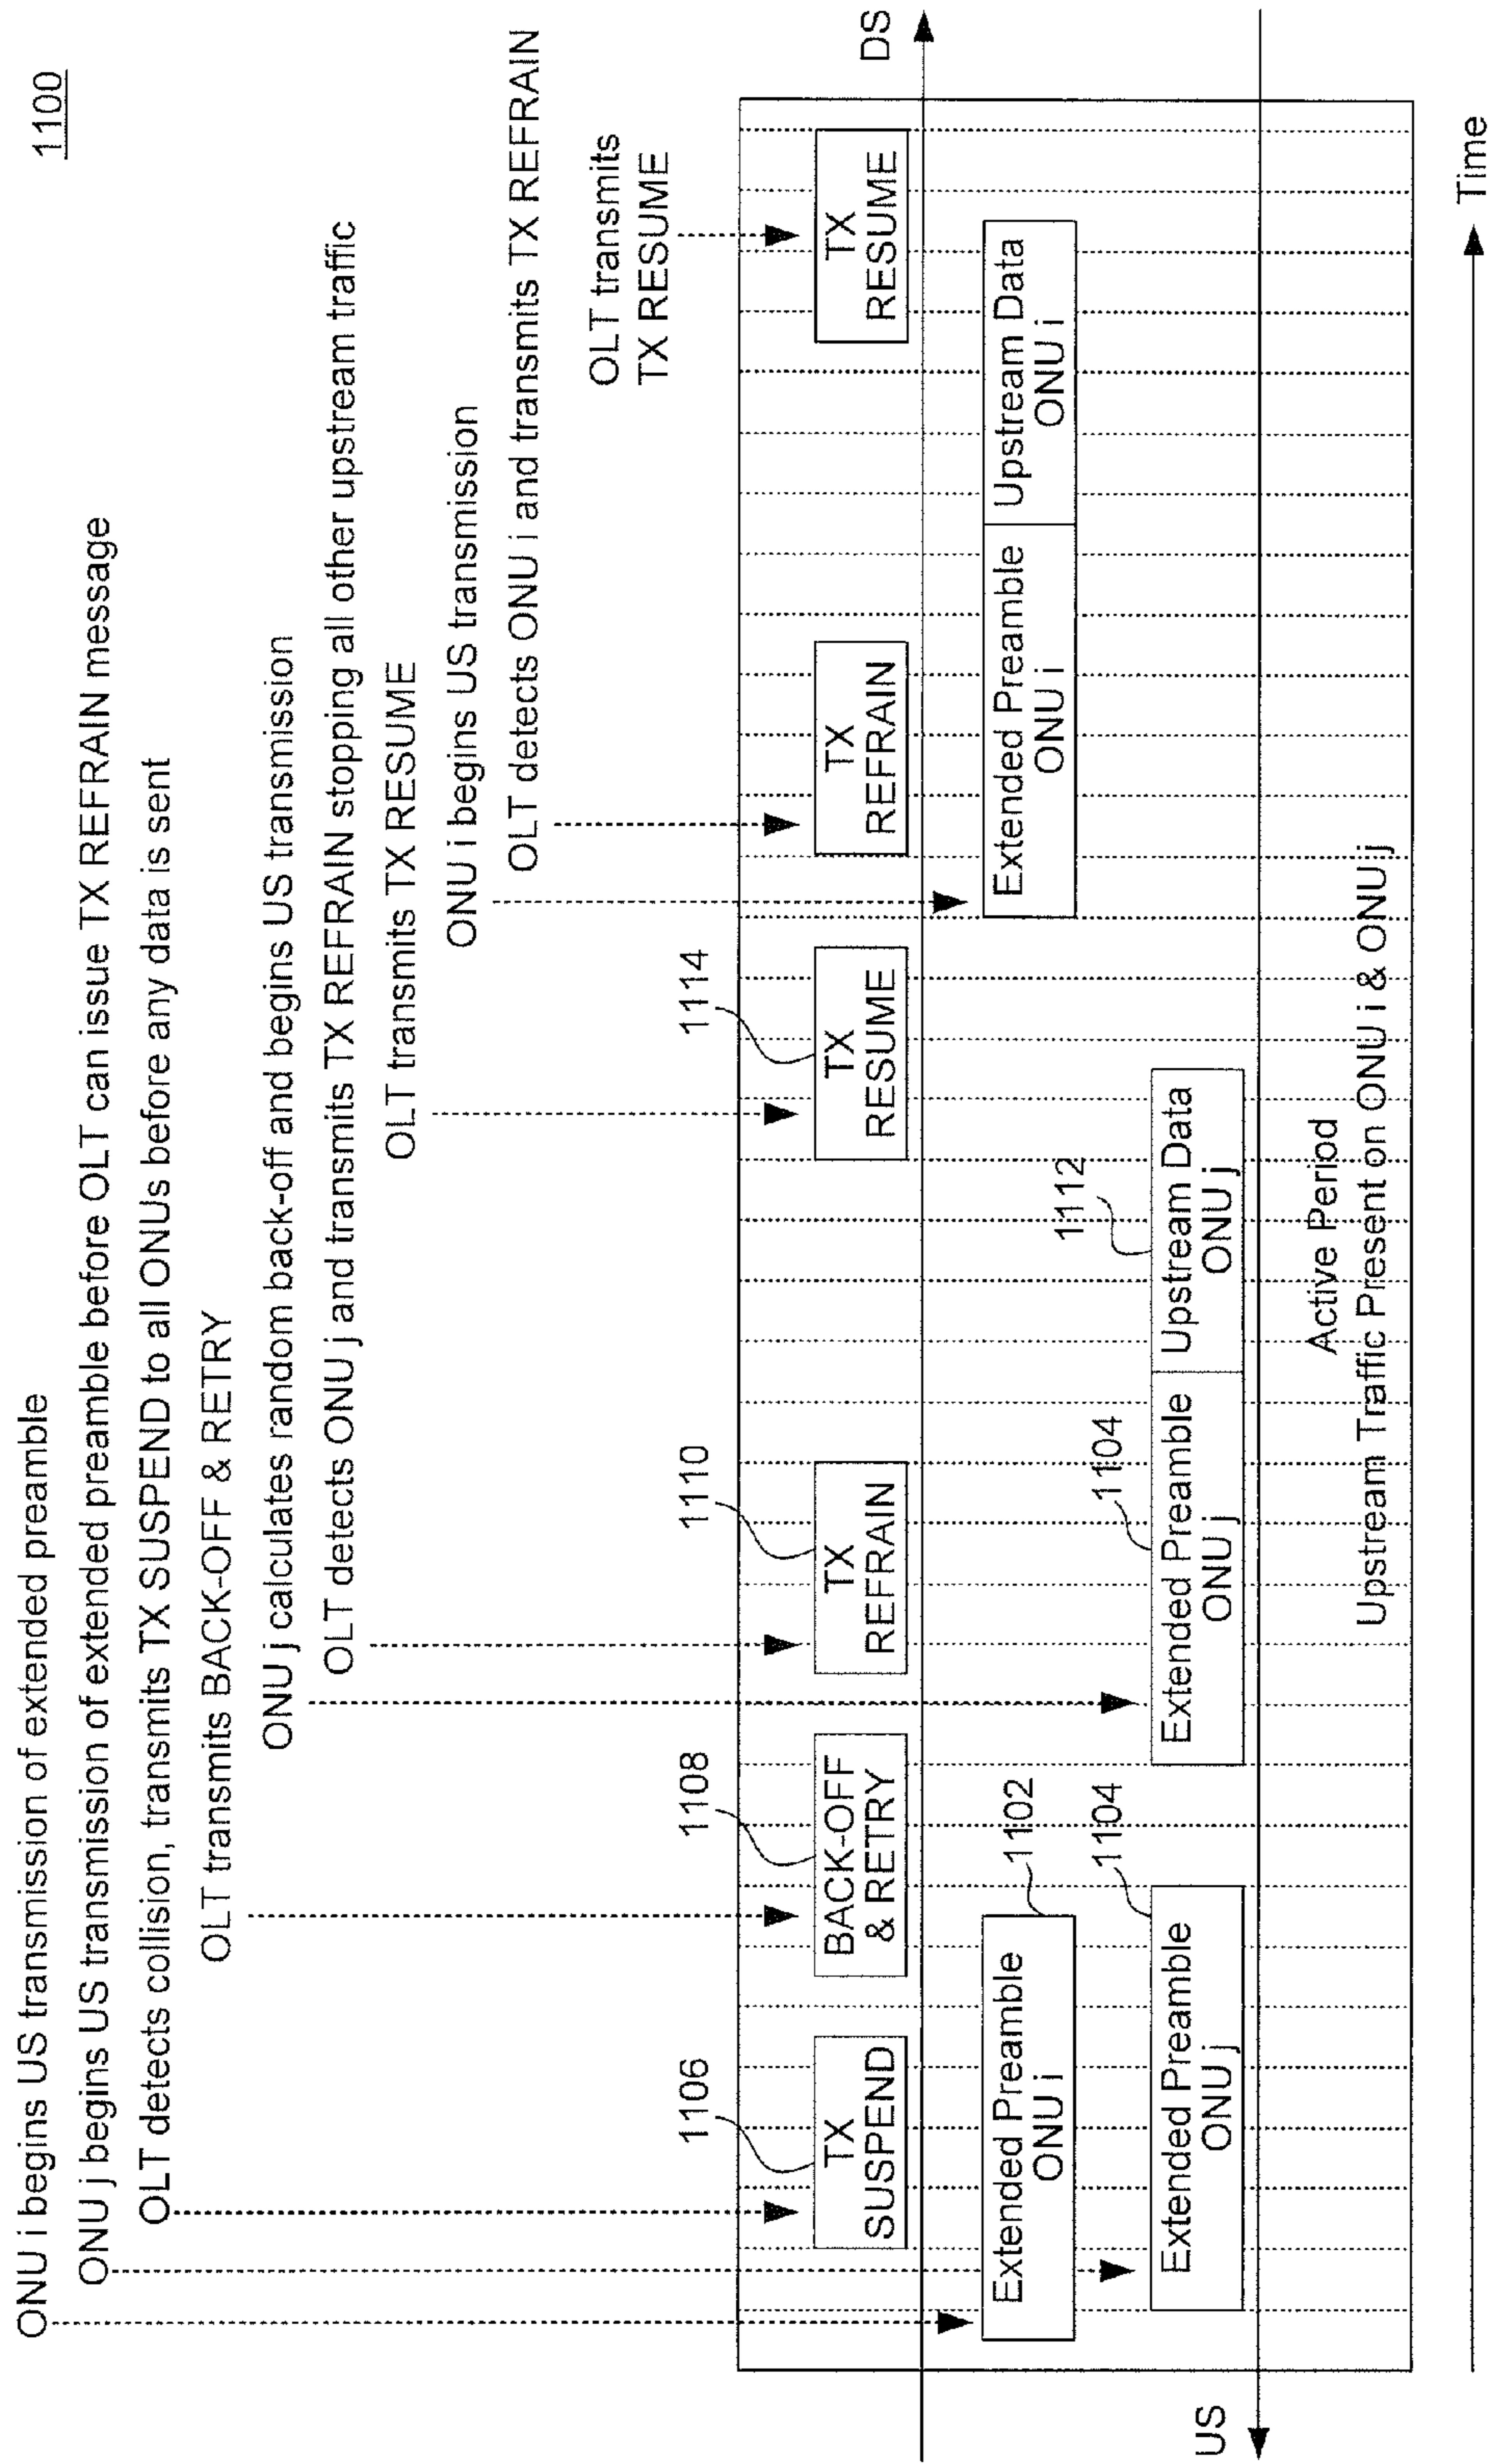 1100
ONU i begins US transmission of extended preamble
ONU j begins US transmission of extended preamble before OLT can issue TX REFRAIN message
OLT detects collision, transmits TX SUSPEND to all ONUs before any data is sent
OLT transmits BACK-OFF & RETRY
ONU j calculates random back-off and begins US transmission
OLT detects ONU j and transmits TX REFRAIN stopping all other upstream traffic
OLT transmits TX RESUME
ONU i begins US transmission
OLT detects ONU i and transmits TX REFRAIN
OLT transmits
TX RESUME
1106
1108
1110
1114
TX
SUSPEND
BACK-OFF
& RETRY
TX
REFRAIN
TX
RESUME
TX
REFRAIN
TX
RESUME
DS
Extended Preamble
ONU i
1102
Extended Preamble
ONU i
Upstream Data
ONU i
1104
1104
1112
Extended Preamble
ONU j
Extended Preamble
ONU j
Upstream Data
ONU j
US
Active Period
Upstream Traffic Present on ONU i & ONU j
Time